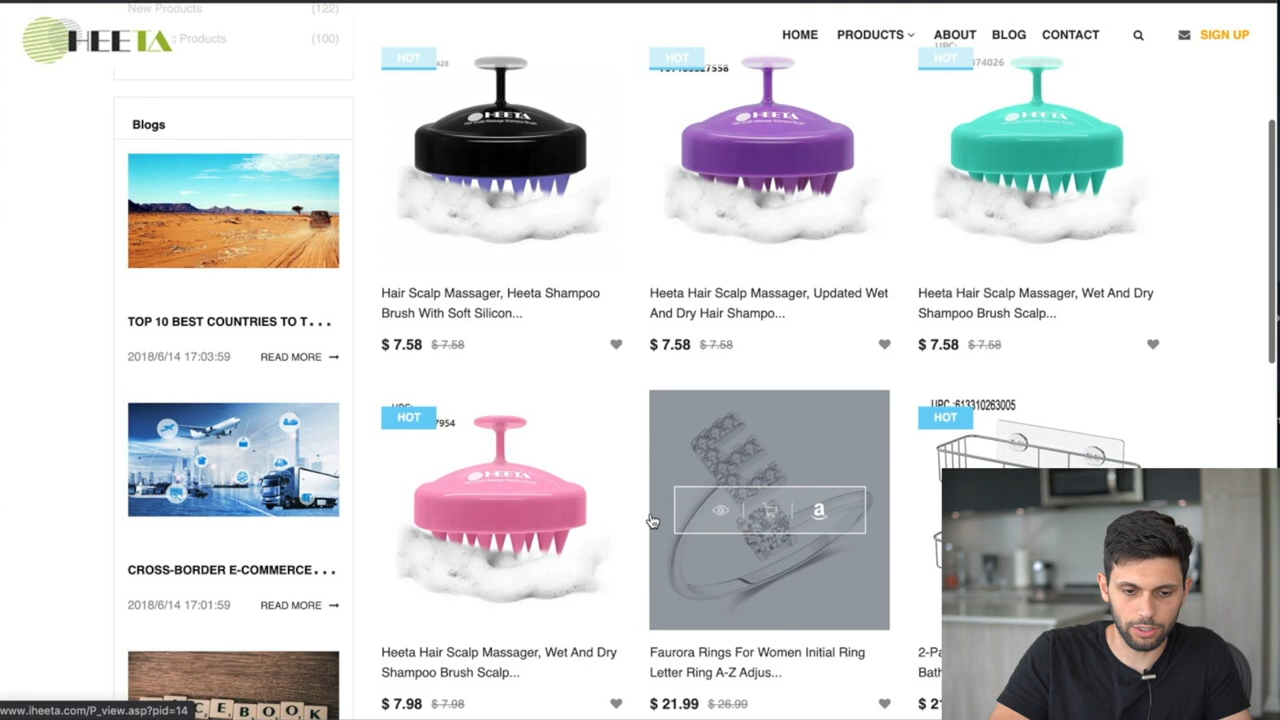 New Products (122)
HEETA
c Products (100)
HOME PRODUCTS ABOUT BLOG CONTACT SIGN UP
Blogs
TOP 10 BEST COUNTRIES TO T...
2018/6/14 17:03:59 READ MORE
CROSS-BORDER E-COMMERCE...
2018/6/14 17:01:59 READ MORE
CEBOOK
HOT
428
HEETA
Hair Scalp Massager, Heeta Shampoo
Brush With Soft Silicon...
$ 7.58 $ 7.58
HOT
HEETA
Heeta Hair Scalp Massager, Updated Wet
And Dry Hair Shampo...
$ 7.58 $ 7.58
UPC:
HOT
474026
HEETA
Heeta Hair Scalp Massager, Wet And Dry
Shampoo Brush Scalp...
$ 7.58 $ 7.58
UPC:
HOT
7954
HEETA
Heeta Hair Scalp Massager, Wet And Dry
Shampoo Brush Scalp...
$ 7.98 $ 7.98
a
Faurora Rings For Women Initial Ring
Letter Ring A-Z Adjus...
$ 21.99 $ 26.99
UPC :613310263005
HOT
2-Pa
Bath
$ 21
www.iheeta.com/P_view.asp?pid=14